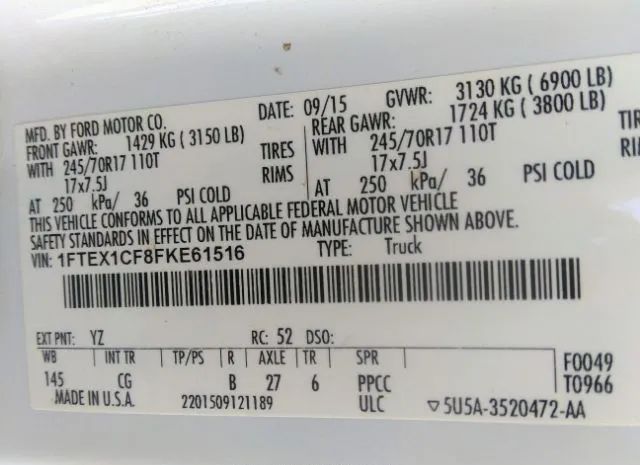 MFD. BY FORD MOTOR CO. DATE: 09/15 GVWR: 3130 KG ( 6900 LB)
FRONT GAWR: 1429 KG ( 3150 LB) REAR GAWR: 1724 KG ( 3800 LB)
WITH 245/70R17 110T TIRES WITH 245/70R17 110T TIR
17x7.5J RIMS 17x7.5J RIMS
AT 250 kPa/ 36 PSI COLD AT 250 kPa/ 36 PSI COLD
THIS VEHICLE CONFORMS TO ALL APPLICABLE FEDERAL MOTOR VEHICLE
SAFETY STANDARDS IN EFFECT ON THE DATE OF MANUFACTURE SHOWN ABOVE.
VIN: 1FTEX1CF8FKE61516 TYPE: Truck
EXT PNT: YZ RC: 52 DSO:
WB INT TR TP/PS R AXLE TR SPR F0049
145 CG B 27 6 PPCC T0966
MADE IN U.S.A. 2201509121189 ULC ▽5U5A-3520472-AA